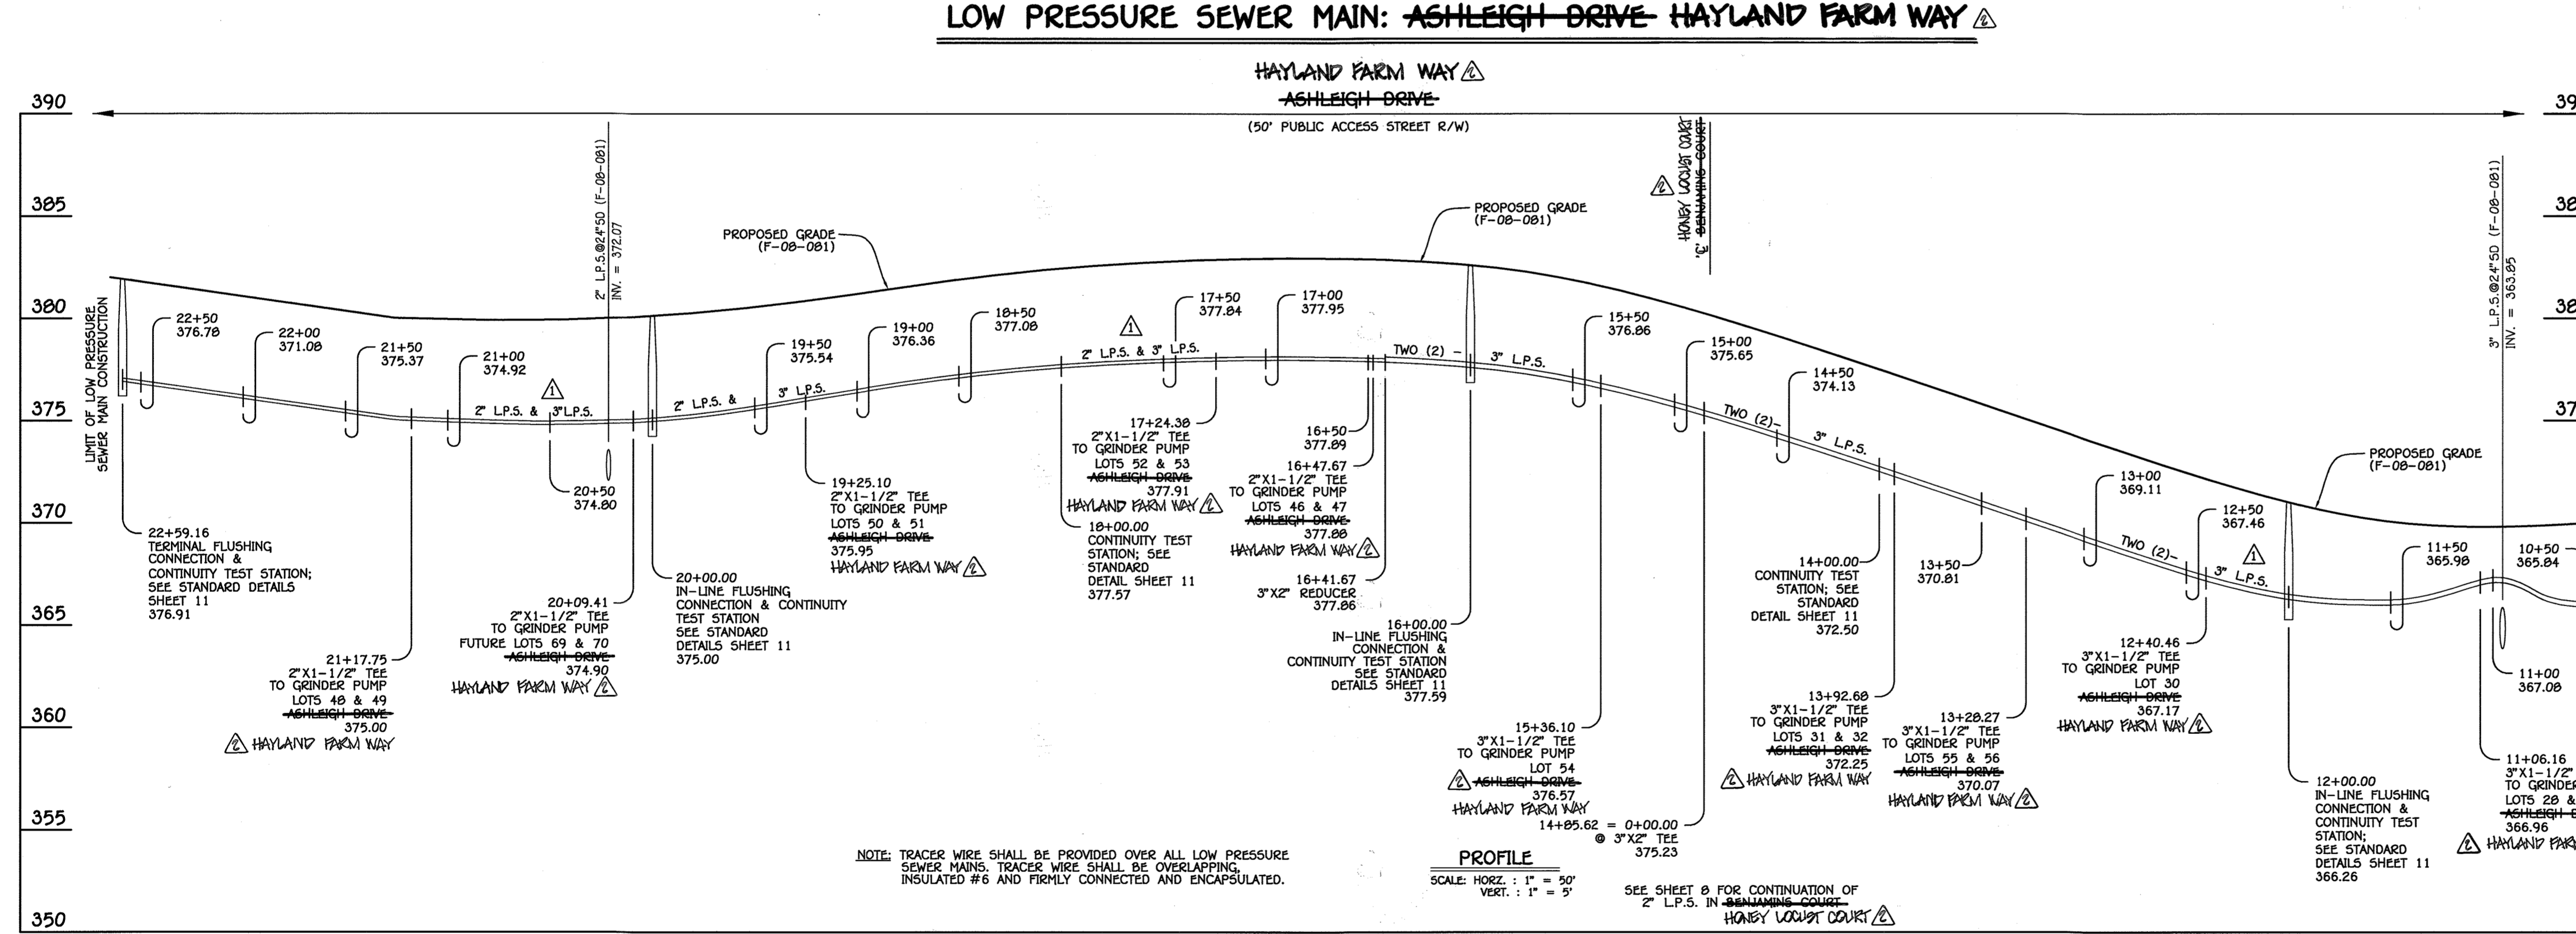 LOW PRESSURE SEWER MAIN: ASHLEIGH DRIVE HAYLAND FARM WAY 2
HAYLAND FARM WAY 2
ASHLEIGH DRIVE
(50' PUBLIC ACCESS STREET R/W)
390
385
380
375
370
365
360
355
350
39
38
38
37
LIMIT OF LOW PRESSURE
SEWER MAIN CONSTRUCTION
2" L.P.S.@24"SD (F-08-081)
INV. = 372.07
PROPOSED GRADE
(F-08-081)
PROPOSED GRADE
(F-08-081)
2 HONEY LOCUST COURT
BENJAMINS COURT
3" L.P.S.@24"SD (F-08-081)
INV. = 363.85
PROPOSED GRADE
(F-08-081)
22+50
376.78
22+00
371.08
21+50
375.37
21+00
374.92
1
2" L.P.S. & 3"L.P.S.
2" L.P.S. & 3" L.P.S.
19+50
375.54
19+00
376.36
18+50
377.08
1
2" L.P.S. & 3" L.P.S.
17+50
377.84
17+00
377.95
TWO (2) - 3" L.P.S.
15+50
376.86
15+00
375.65
14+50
374.13
TWO (2)- 3" L.P.S.
13+00
369.11
12+50
367.46
1
TWO (2)- 3" L.P.S.
11+50
365.98
10+50
365.84
22+59.16
TERMINAL FLUSHING
CONNECTION &
CONTINUITY TEST STATION;
SEE STANDARD DETAILS
SHEET 11
376.91
21+17.75
2"X1-1/2" TEE
TO GRINDER PUMP
LOTS 48 & 49
ASHLEIGH DRIVE
375.00
2 HAYLAND FARM WAY
20+50
374.80
20+09.41
2"X1-1/2" TEE
TO GRINDER PUMP
FUTURE LOTS 69 & 70
ASHLEIGH DRIVE
374.90
HAYLAND FARM WAY 2
20+00.00
IN-LINE FLUSHING
CONNECTION & CONTINUITY
TEST STATION
SEE STANDARD
DETAILS SHEET 11
375.00
19+25.10
2"X1-1/2" TEE
TO GRINDER PUMP
LOTS 50 & 51
ASHLEIGH DRIVE
375.95
HAYLAND FARM WAY 2
17+24.38
2"X1-1/2" TEE
TO GRINDER PUMP
LOTS 52 & 53
ASHLEIGH DRIVE
377.91
HAYLAND FARM WAY 2
18+00.00
CONTINUITY TEST
STATION; SEE
STANDARD
DETAIL SHEET 11
377.57
16+50
377.89
16+47.67
2"X1-1/2" TEE
TO GRINDER PUMP
LOTS 46 & 47
ASHLEIGH DRIVE
377.88
HAYLAND FARM WAY 2
16+41.67
3"X2" REDUCER
377.86
16+00.00
IN-LINE FLUSHING
CONNECTION &
CONTINUITY TEST STATION
SEE STANDARD
DETAILS SHEET 11
377.59
15+36.10
3"X1-1/2" TEE
TO GRINDER PUMP
LOT 54
2 ASHLEIGH DRIVE
376.57
HAYLAND FARM WAY
14+85.62 = 0+00.00
@ 3"X2" TEE
375.23
14+00.00
CONTINUITY TEST
STATION; SEE
STANDARD
DETAIL SHEET 11
372.50
13+92.68
3"X1-1/2" TEE
TO GRINDER PUMP
LOTS 31 & 32
ASHLEIGH DRIVE
372.25
2 HAYLAND FARM WAY
13+50
370.81
13+28.27
3"X1-1/2" TEE
TO GRINDER PUMP
LOTS 55 & 56
ASHLEIGH DRIVE
370.07
HAYLAND FARM WAY 2
12+40.46
3"X1-1/2" TEE
TO GRINDER PUMP
LOT 30
ASHLEIGH DRIVE
367.17
HAYLAND FARM WAY 2
12+00.00
IN-LINE FLUSHING
CONNECTION &
CONTINUITY TEST
STATION;
SEE STANDARD
DETAILS SHEET 11
366.26
11+00
367.08
11+06.16
3"X1-1/2"
TO GRINDER
LOTS 28 &
ASHLEIGH D
366.96
2 HAYLAND FAR
NOTE: TRACER WIRE SHALL BE PROVIDED OVER ALL LOW PRESSURE
SEWER MAINS. TRACER WIRE SHALL BE OVERLAPPING,
INSULATED #6 AND FIRMLY CONNECTED AND ENCAPSULATED.
PROFILE
SCALE: HORZ. : 1" = 50'
VERT. : 1" = 5'
SEE SHEET 8 FOR CONTINUATION OF
2" L.P.S. IN BENJAMINS COURT
HONEY LOCUST COURT 2